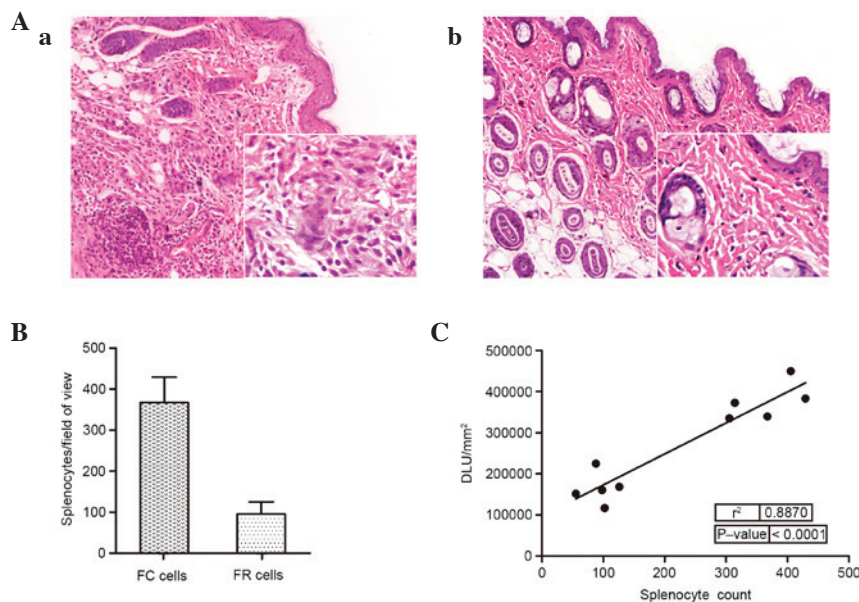 A
a
b
B
Splenocytes/field of view
500
400
300
200
100
0
FC cells
FR cells
C
DLU/mm²
500000
400000
300000
200000
100000
0
r² 0.8870
P–value < 0.0001
0 100 200 300 400 500
Splenocyte count